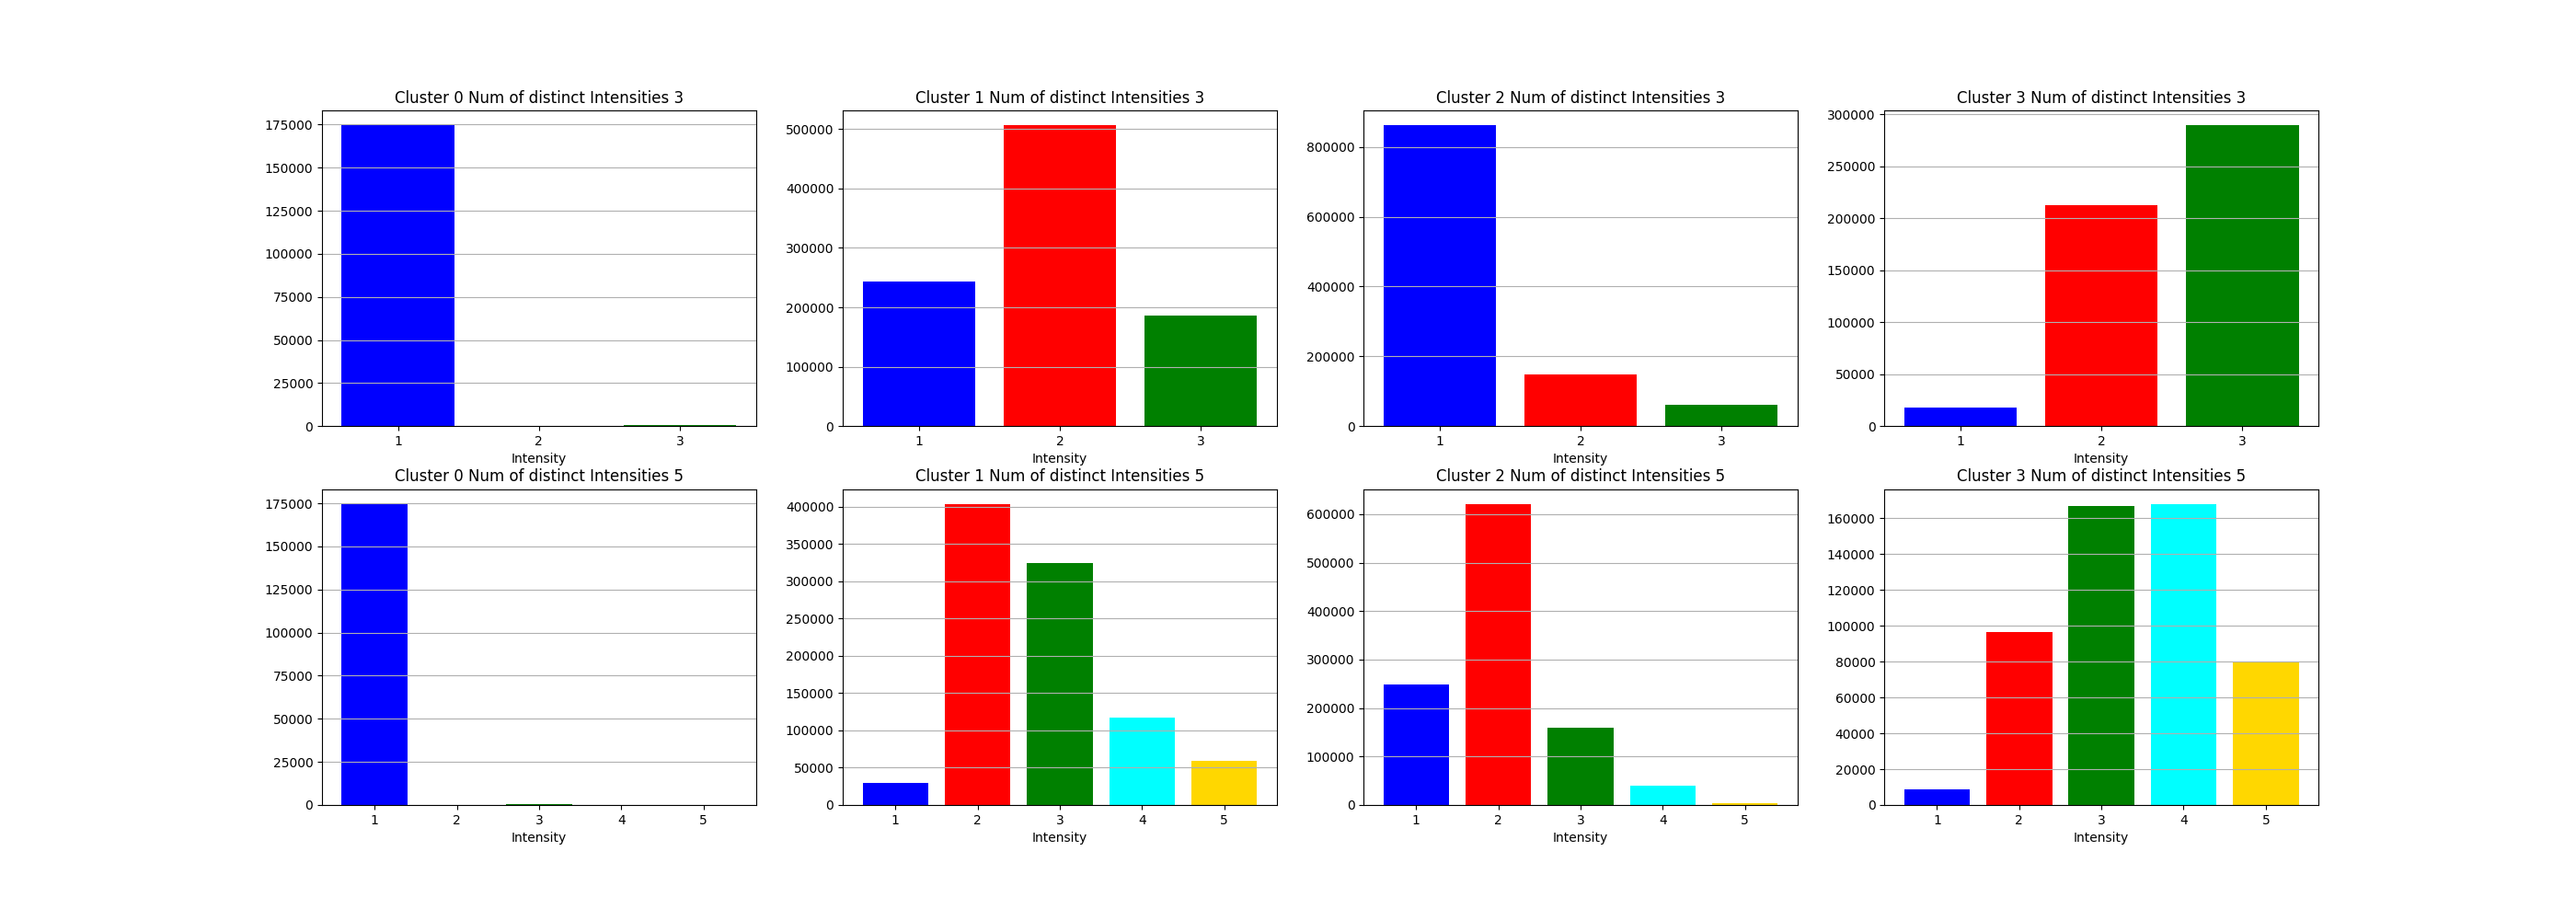 Cluster 0 Num of distinct Intensities 3
175000
150000
125000
100000
75000
50000
25000
0
1 2 3
Intensity
Cluster 1 Num of distinct Intensities 3
500000
400000
300000
200000
100000
0
1 2 3
Intensity
Cluster 2 Num of distinct Intensities 3
800000
600000
400000
200000
0
1 2 3
Intensity
Cluster 3 Num of distinct Intensities 3
300000
250000
200000
150000
100000
50000
0
1 2 3
Intensity
Cluster 0 Num of distinct Intensities 5
175000
150000
125000
100000
75000
50000
25000
0
1 2 3 4 5
Intensity
Cluster 1 Num of distinct Intensities 5
400000
350000
300000
250000
200000
150000
100000
50000
0
1 2 3 4 5
Intensity
Cluster 2 Num of distinct Intensities 5
600000
500000
400000
300000
200000
100000
0
1 2 3 4 5
Intensity
Cluster 3 Num of distinct Intensities 5
160000
140000
120000
100000
80000
60000
40000
20000
0
1 2 3 4 5
Intensity